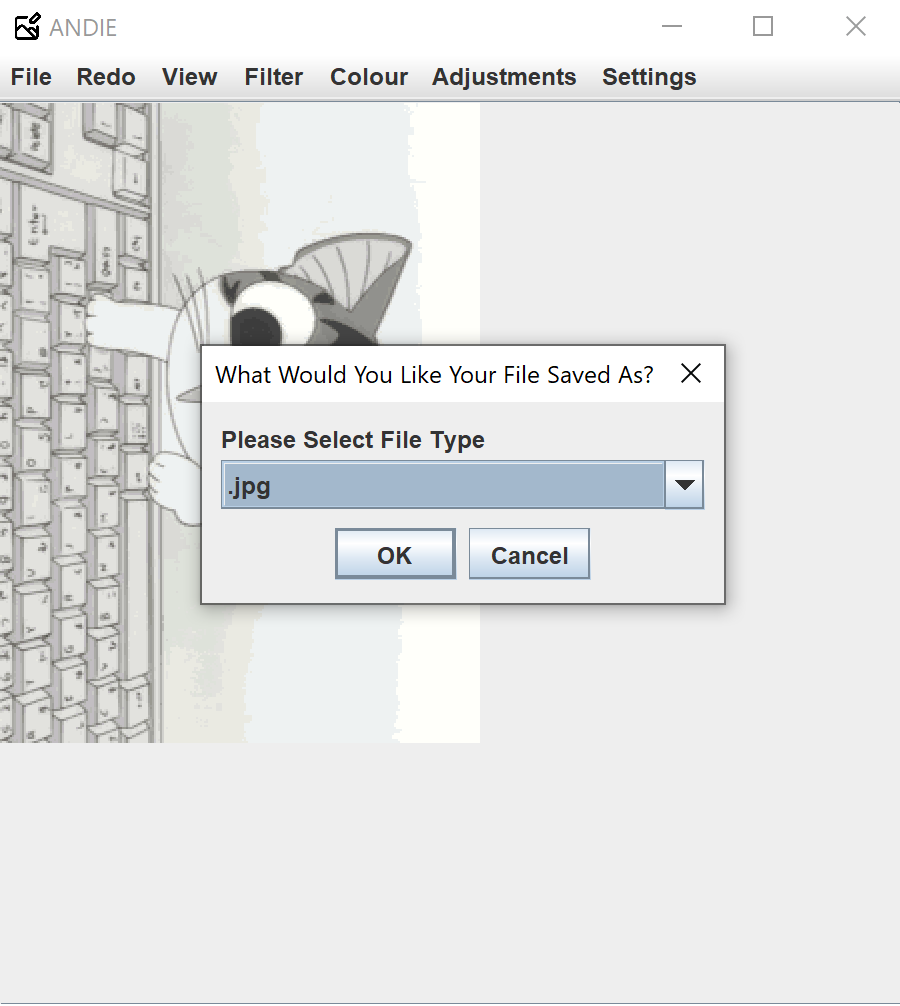 ANDIE
File Redo View Filter Colour Adjustments Settings
Enter
What Would You Like Your File Saved As?
Please Select File Type
.jpg
OK Cancel